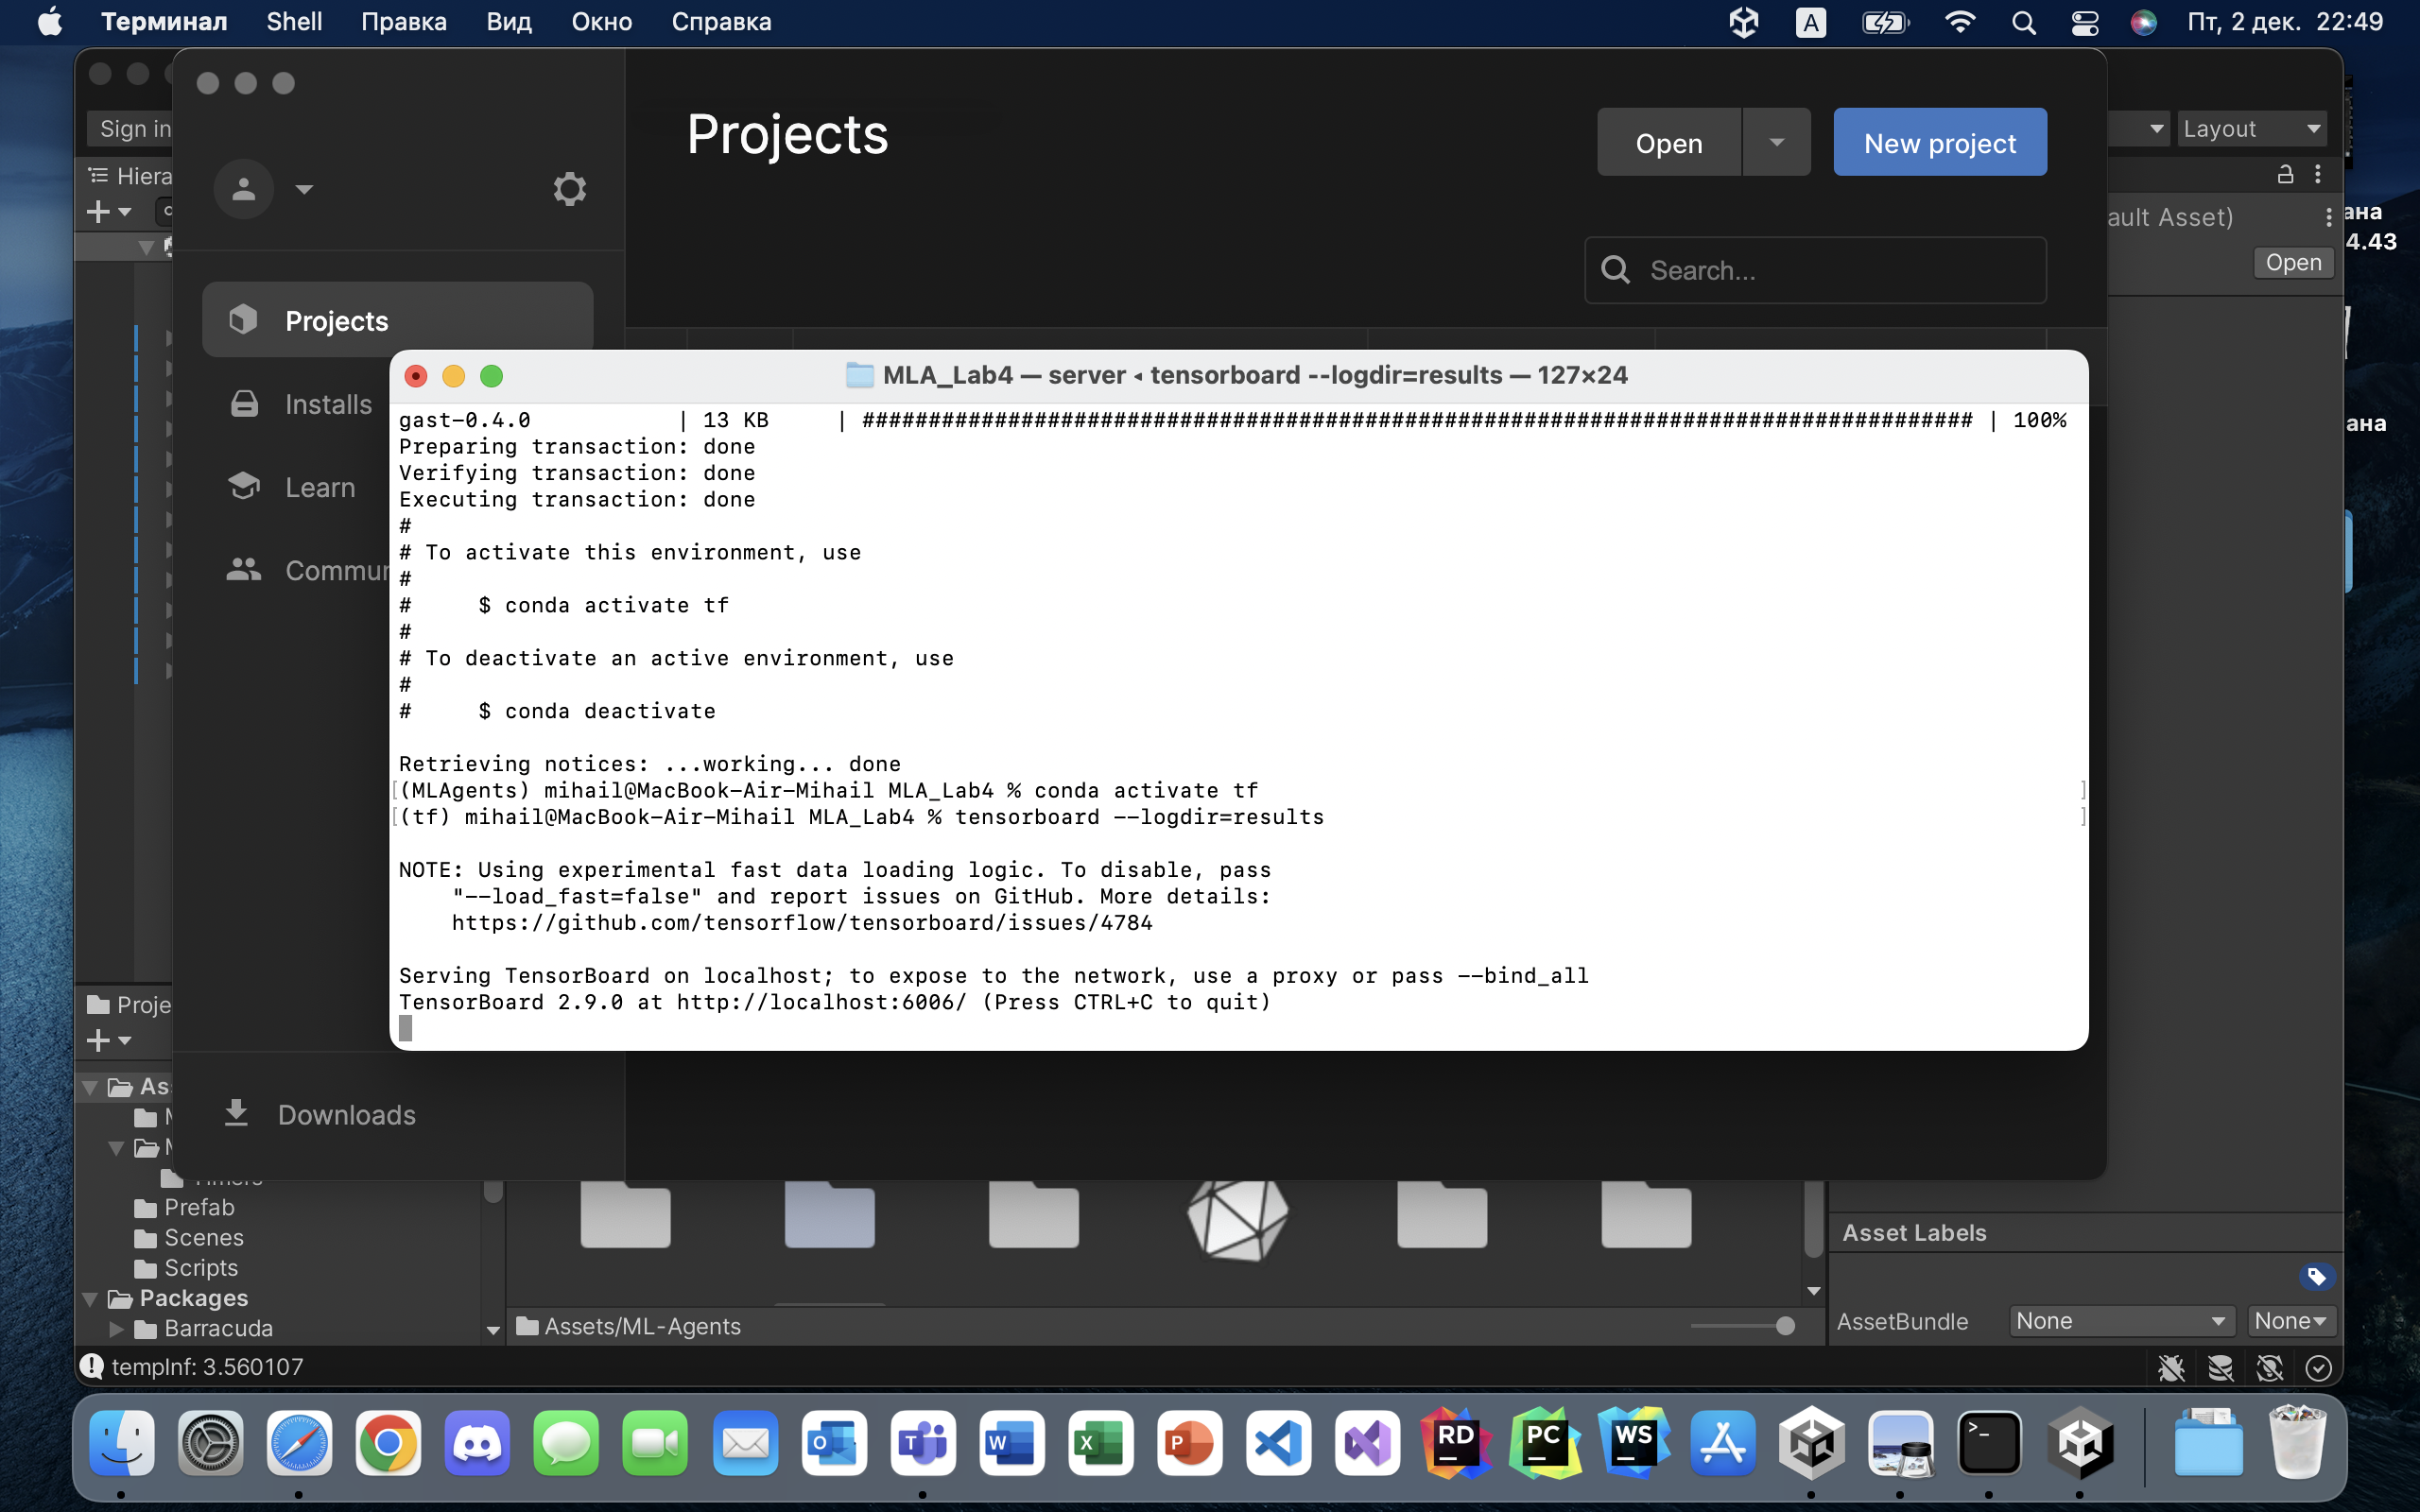 Терминал Shell Правка Вид Окно Справка A Пт, 2 дек. 22:49
Sign in
Layout
Projects
Open
New project
Search...
Projects
Installs
Learn
Downloads
Open
4.43
MLA_Lab4 — server ◂ tensorboard --logdir=results — 127×24
gast-0.4.0 | 13 KB | #################################################################################### | 100%
Preparing transaction: done
Verifying transaction: done
Executing transaction: done
#
# To activate this environment, use
#
# $ conda activate tf
#
# To deactivate an active environment, use
#
# $ conda deactivate
Retrieving notices: ...working... done
[(MLAgents) mihail@MacBook-Air-Mihail MLA_Lab4 % conda activate tf ]
[(tf) mihail@MacBook-Air-Mihail MLA_Lab4 % tensorboard --logdir=results ]
NOTE: Using experimental fast data loading logic. To disable, pass
"--load_fast=false" and report issues on GitHub. More details:
https://github.com/tensorflow/tensorboard/issues/4784
Serving TensorBoard on localhost; to expose to the network, use a proxy or pass --bind_all
TensorBoard 2.9.0 at http://localhost:6006/ (Press CTRL+C to quit)
Prefab
Scenes
Scripts
Packages
Barracuda
Assets/ML-Agents
Asset Labels
AssetBundle None None
tempInf: 3.560107
RD
PC
WS